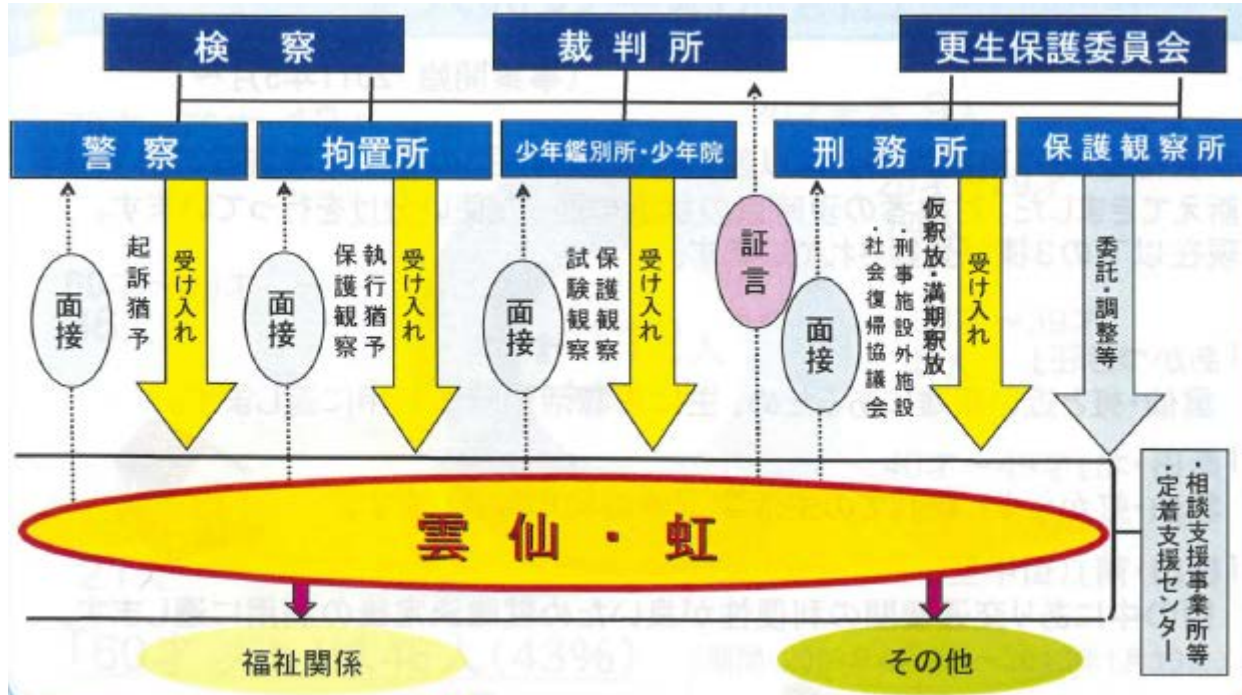 検察
裁判所
更生保護委員会
警察
拘置所
少年鑑別所・少年院
刑務所
保護観察所
面接
起訴猶予
受け入れ
面接
執行猶予
保護観察
受け入れ
面接
保護観察
試験観察
受け入れ
証言
面接
仮釈放・満期釈放
・刑事施設外施設
・社会復帰協議会
受け入れ
委託・調整等
雲仙・虹
・相談支援事業所等
・定着支援センター
福祉関係
その他